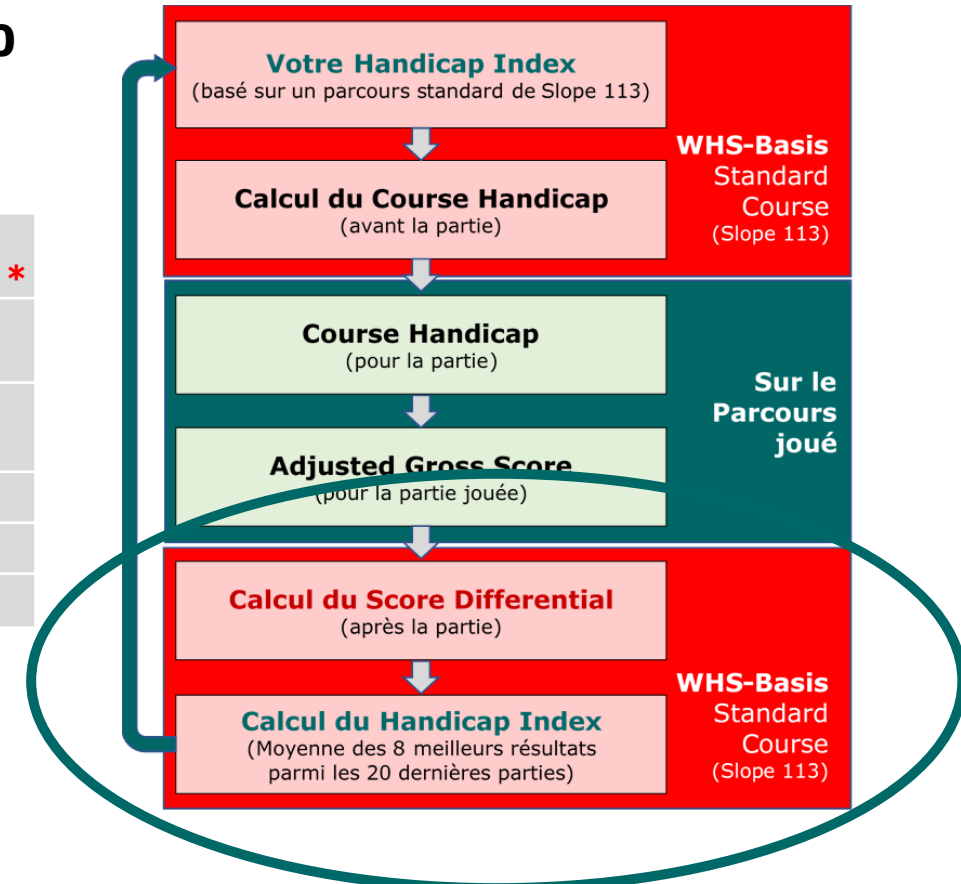 p
*
Votre Handicap Index
(basé sur un parcours standard de Slope 113)
Calcul du Course Handicap
(avant la partie)
WHS-Basis
Standard
Course
(Slope 113)
Course Handicap
(pour la partie)
Adjusted Gross Score
(pour la partie jouée)
Sur le
Parcours
joué
Calcul du Score Differential
(après la partie)
Calcul du Handicap Index
(Moyenne des 8 meilleurs résultats
parmi les 20 dernières parties)
WHS-Basis
Standard
Course
(Slope 113)